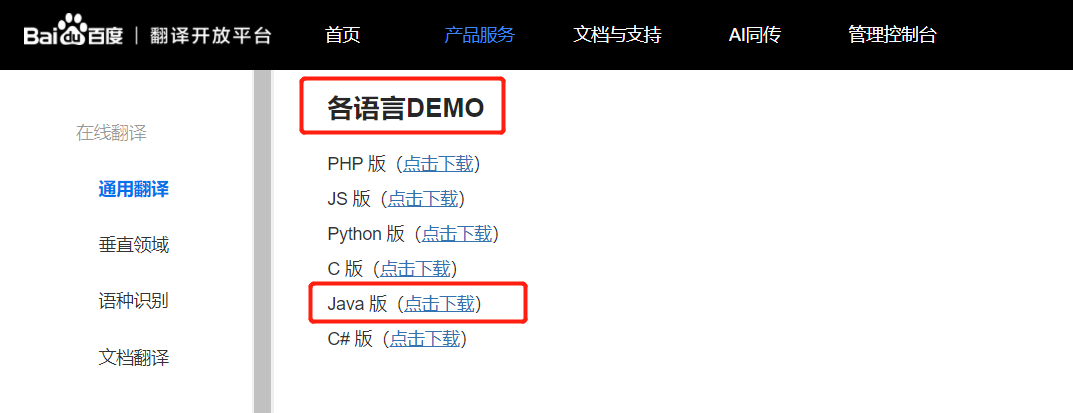 Baidu百度 | 翻译开放平台 首页 产品服务 文档与支持 AI同传 管理控制台
在线翻译
通用翻译
垂直领域
语种识别
文档翻译
各语言DEMO
PHP 版（点击下载）
JS 版（点击下载）
Python 版（点击下载）
C 版（点击下载）
Java 版（点击下载）
C# 版（点击下载）